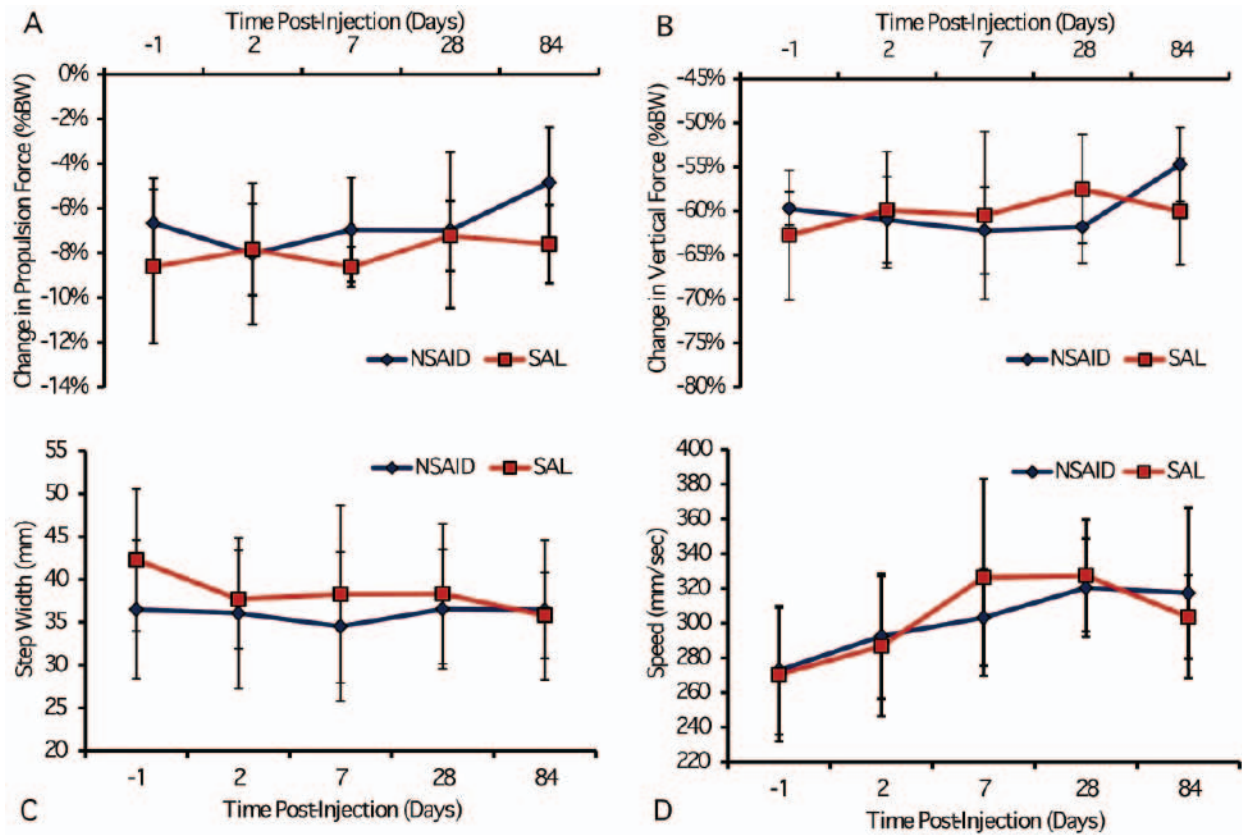 A
Time Post-Injection (Days)
-1 2 7 28 84
0%
-2%
-4%
-6%
-8%
-10%
-12%
-14%
Change in Propulsion Force (%BW)
NSAID SAL
B
Time Post-Injection (Days)
-1 2 7 28 84
-45%
-50%
-55%
-60%
-65%
-70%
-75%
-80%
Change in Vertical Force (%BW)
NSAID SAL
55
50
45
40
35
30
25
20
Step Width (mm)
NSAID SAL
-1 2 7 28 84
C
Time Post-Injection (Days)
400
380
360
340
320
300
280
260
240
220
Speed (mm/sec)
NSAID SAL
-1 2 7 28 84
D
Time Post-Injection (Days)